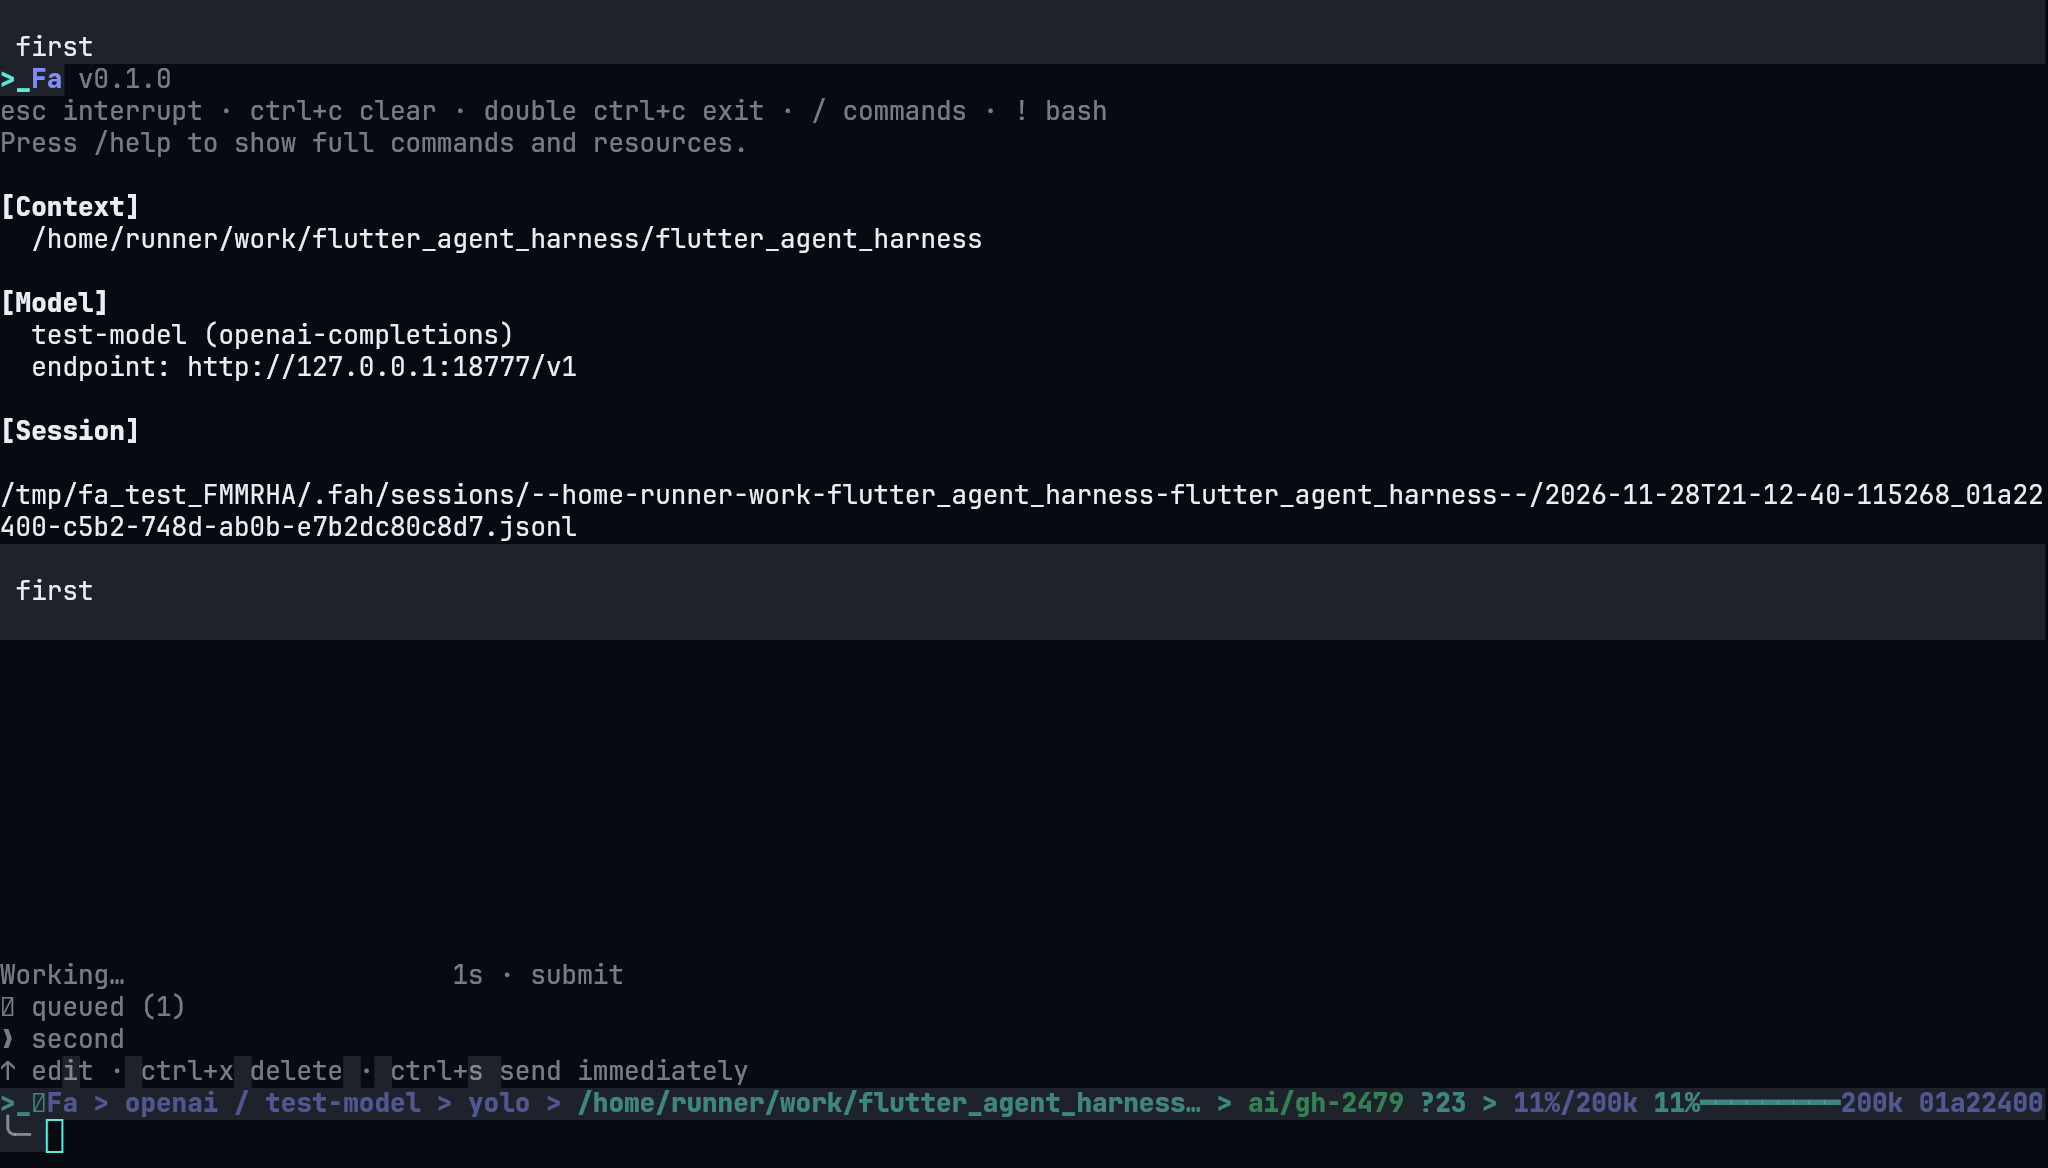 first
>_Fa v0.1.0
esc interrupt · ctrl+c clear · double ctrl+c exit · / commands · ! bash
Press /help to show full commands and resources.
[Context]
/home/runner/work/flutter_agent_harness/flutter_agent_harness
[Model]
test-model (openai-completions)
endpoint: http://127.0.0.1:18777/v1
[Session]
/tmp/fa_test_FMMRHA/.fah/sessions/--home-runner-work-flutter_agent_harness-flutter_agent_harness--/2026-11-28T21-12-40-115268_01a22
400-c5b2-748d-ab0b-e7b2dc80c8d7.jsonl
first
Working… 1s · submit
queued (1)
❫ second
↑ edit · ctrl+x delete · ctrl+s send immediately
>_Fa > openai / test-model > yolo > /home/runner/work/flutter_agent_harness… > ai/gh-2479 ?23 > 11%/200k 11%━━━━━━━━━200k 01a22400